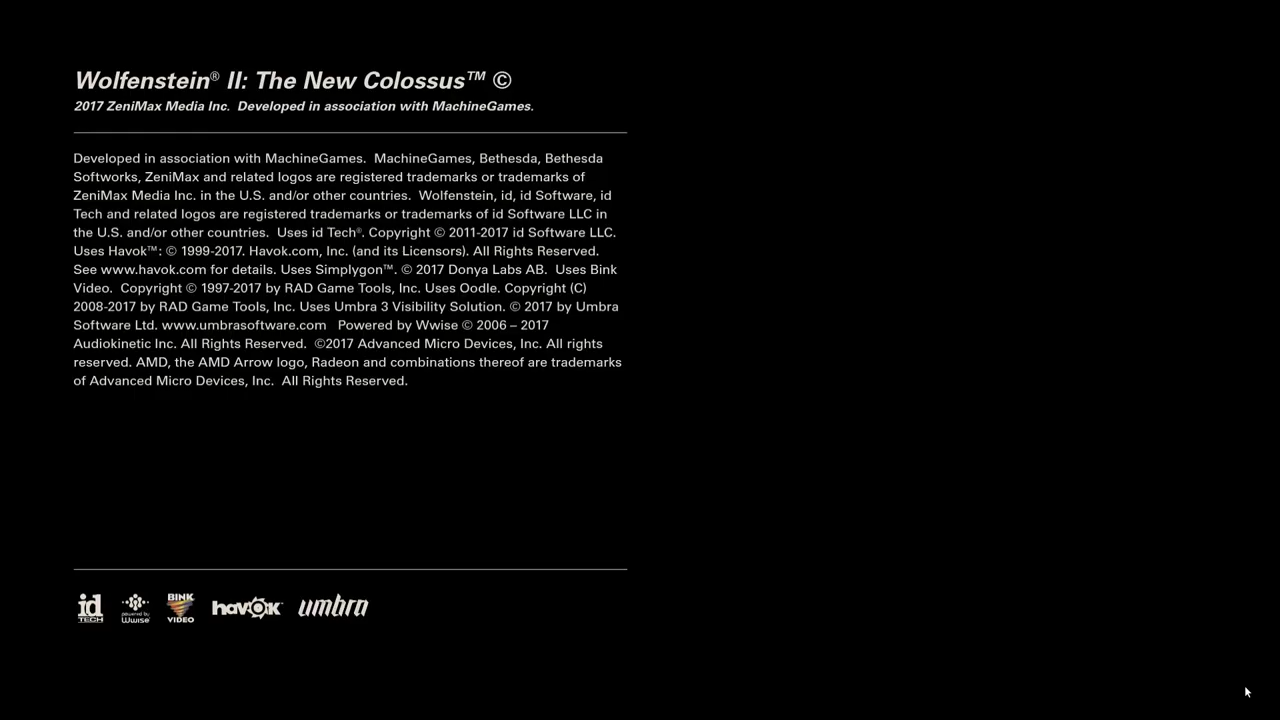 Wolfenstein® II: The New Colossus™ ©
2017 ZeniMax Media Inc.  Developed in association with MachineGames.
Developed in association with MachineGames.  MachineGames, Bethesda, Bethesda
Softworks, ZeniMax and related logos are registered trademarks or trademarks of
ZeniMax Media Inc. in the U.S. and/or other countries.  Wolfenstein, id, id Software, id
Tech and related logos are registered trademarks or trademarks of id Software LLC in
the U.S. and/or other countries.  Uses id Tech®. Copyright © 2011-2017 id Software LLC.
Uses Havok™: © 1999-2017. Havok.com, Inc. (and its Licensors). All Rights Reserved.
See www.havok.com for details. Uses Simplygon™. © 2017 Donya Labs AB.  Uses Bink
Video.  Copyright © 1997-2017 by RAD Game Tools, Inc. Uses Oodle. Copyright (C)
2008-2017 by RAD Game Tools, Inc. Uses Umbra 3 Visibility Solution. © 2017 by Umbra
Software Ltd. www.umbrasoftware.com   Powered by Wwise © 2006 – 2017
Audiokinetic Inc. All Rights Reserved.  ©2017 Advanced Micro Devices, Inc. All rights
reserved. AMD, the AMD Arrow logo, Radeon and combinations thereof are trademarks
of Advanced Micro Devices, Inc.  All Rights Reserved.
id TECH
powered by Wwise
BINK VIDEO
havok
umbra